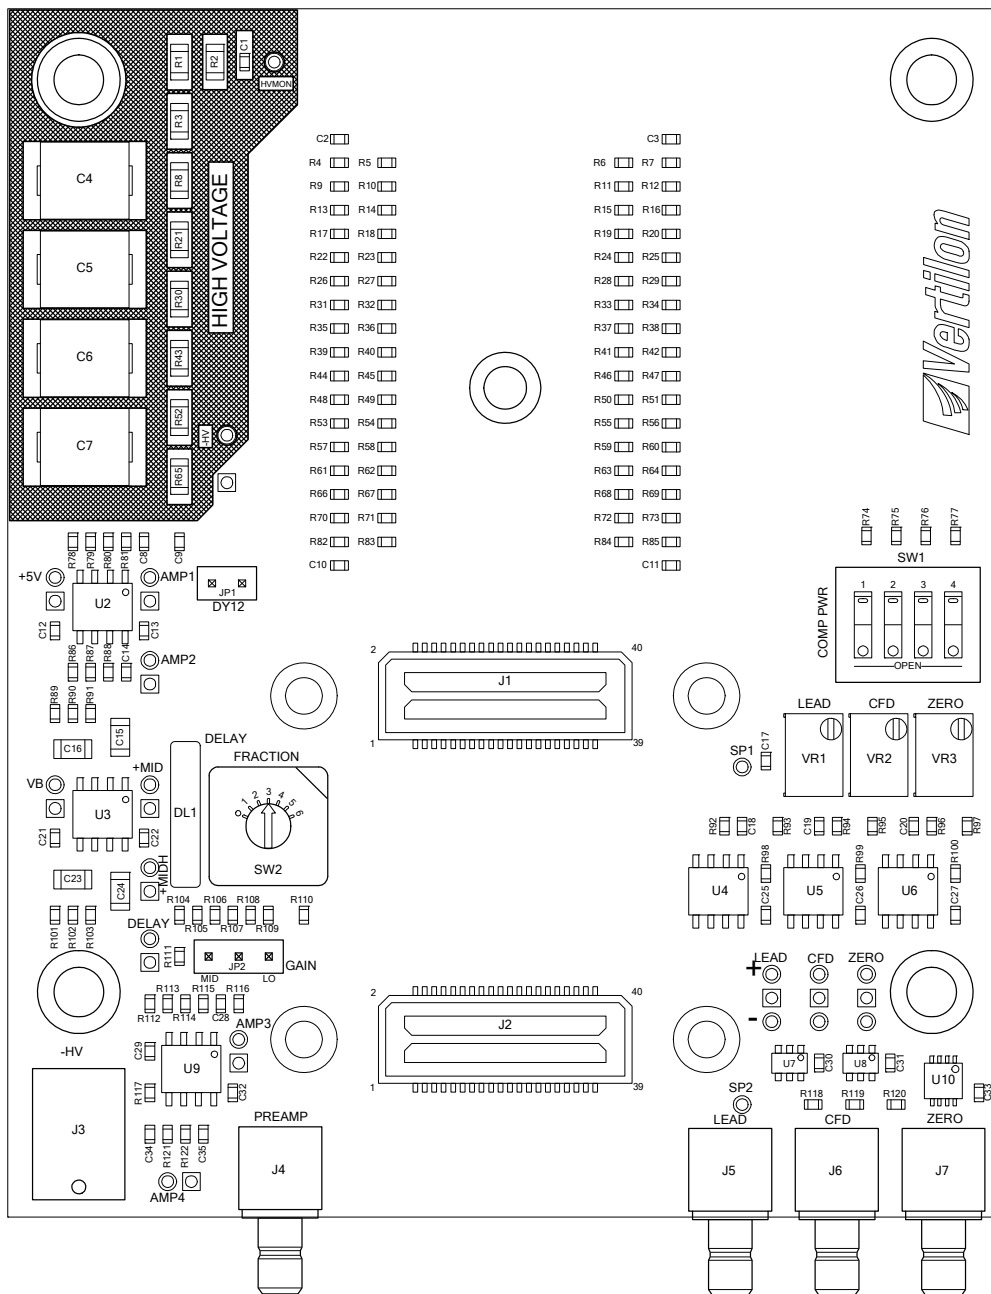 R1
R2
C1
HVMON
R3
C2
C3
R4 R5 R6 R7
C4
R8
R9 R10 R11 R12
HIGH VOLTAGE
R13 R14 R15 R16
Vertilon
R17 R18 R19 R20
R21
C5
R22 R23 R24 R25
R26 R27 R28 R29
R30
R31 R32 R33 R34
C6
R35 R36 R37 R38
R43
R39 R40 R41 R42
R44 R45 R46 R47
R48 R49 R50 R51
C7
R52
-HV
R53 R54 R55 R56
R57 R58 R59 R60
R65
R61 R62 R63 R64
R66 R67 R68 R69
R70 R71 R72 R73
R82 R83 R84 R85
C10 C11
R74 R75 R76 R77
SW1
COMP PWR
1 2 3 4
OPEN
R78 R79 R80 R81 C8 C9
+5V
AMP1
U2
JP1
DY12
C12 C13
R86 R87 R88 C14
AMP2
R89 R90 R91
C15
C16
2 40
J1
1 39
LEAD CFD ZERO
VR1 VR2 VR3
SP1
C17
DELAY
FRACTION
DL1
0 1 2 3 4 5 6
SW2
VB
+MID
U3
C21 C22
C23
C24
+MIDH
R92 C18 R93 C19 R94 R95 C20 R96 R97
R98 R99 R100
U4 U5 U6
C25 C26 C27
R101 R102 R103
DELAY
R104 R106 R108 R110
R105 R107 R109
R111
JP2
MID LO
GAIN
LEAD CFD ZERO
+
-
R113 R115 R116
R112 R114 C28
AMP3
2 40
J2
1 39
-HV
C29
U9
R117
C32
U7 C30 U8 C31
U10
C33
SP2
R118 R119 R120
J3
C34 R121 R122 C35
AMP4
PREAMP
J4
LEAD CFD ZERO
J5 J6 J7